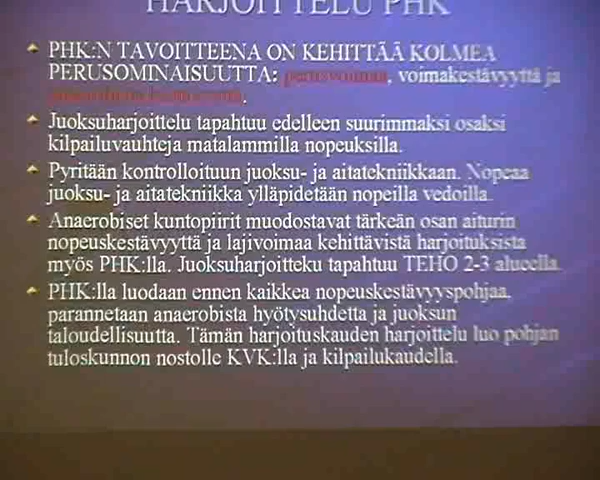 HARJOITTELU PHK
PHK:N TAVOITTEENA ON KEHITTÄÄ KOLMEA
PERUSOMINAISUUTTA: perusvoimaa, voimakestävyyttä ja
.
Juoksuharjoittelu tapahtuu edelleen suurimmaksi osaksi
kilpailuvauhteja matalammilla nopeuksilla.
Pyritään kontrolloituun juoksu- ja aitatekniikkaan. Nopeaa
juoksu- ja aitatekniikka ylläpidetään nopeilla vedoilla.
Anaerobiset kuntopiirit muodostavat tärkeän osan aiturin
nopeuskestävyyttä ja lajivoimaa kehittävistä harjoituksista
myös PHK:lla. Juoksuharjoitteku tapahtuu TEHO 2-3 alueella.
PHK:lla luodaan ennen kaikkea nopeuskestävyyspohjaa,
parannetaan anaerobista hyötysuhdetta ja juoksun
taloudellisuutta. Tämän harjoituskauden harjoittelu luo pohjan
tuloskunnon nostolle KVK:lla ja kilpailukaudella.